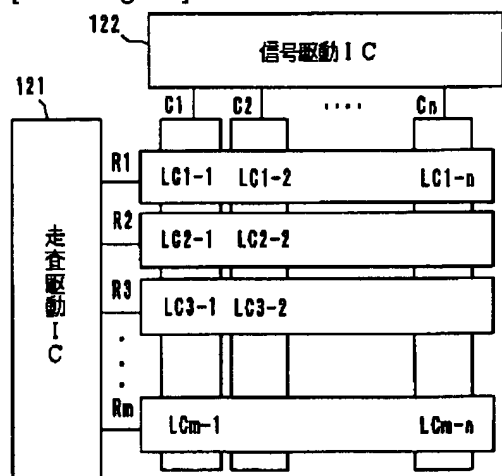 122
信号駆動IC
121
C1 C2 ‥‥ Cn
R1 LC1-1 LC1-2 LC1-n
R2 LC2-1 LC2-2
R3 LC3-1 LC3-2
Rm LCm-1 LCm-n
走査駆動IC